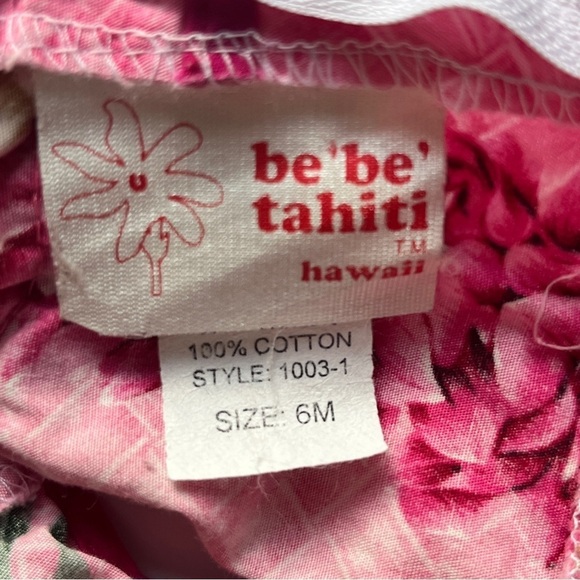 be'be'
tahiti
TM
hawaii
100% COTTON
STYLE: 1003-1
SIZE: 6M